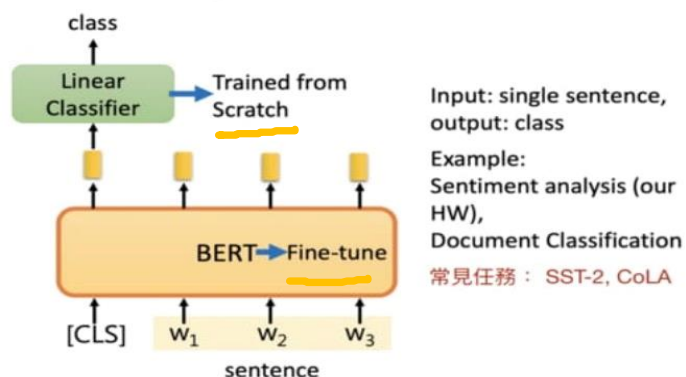 class
Linear
Classifier
Trained from
Scratch
BERT
Fine-tune
[CLS]
w1
w2
w3
sentence
Input: single sentence,
output: class
Example:
Sentiment analysis (our
HW),
Document Classification
常見任務： SST-2, CoLA